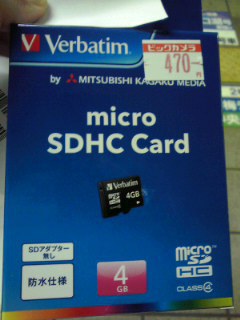 Verbatim
ビックカメラ
470
by MITSUBISHI KAGAKU MEDIA
micro
SDHC Card
Verbatim
4GB
SDアダプター
無し
防水仕様
4
GB
micro
SD
HC
CLASS4